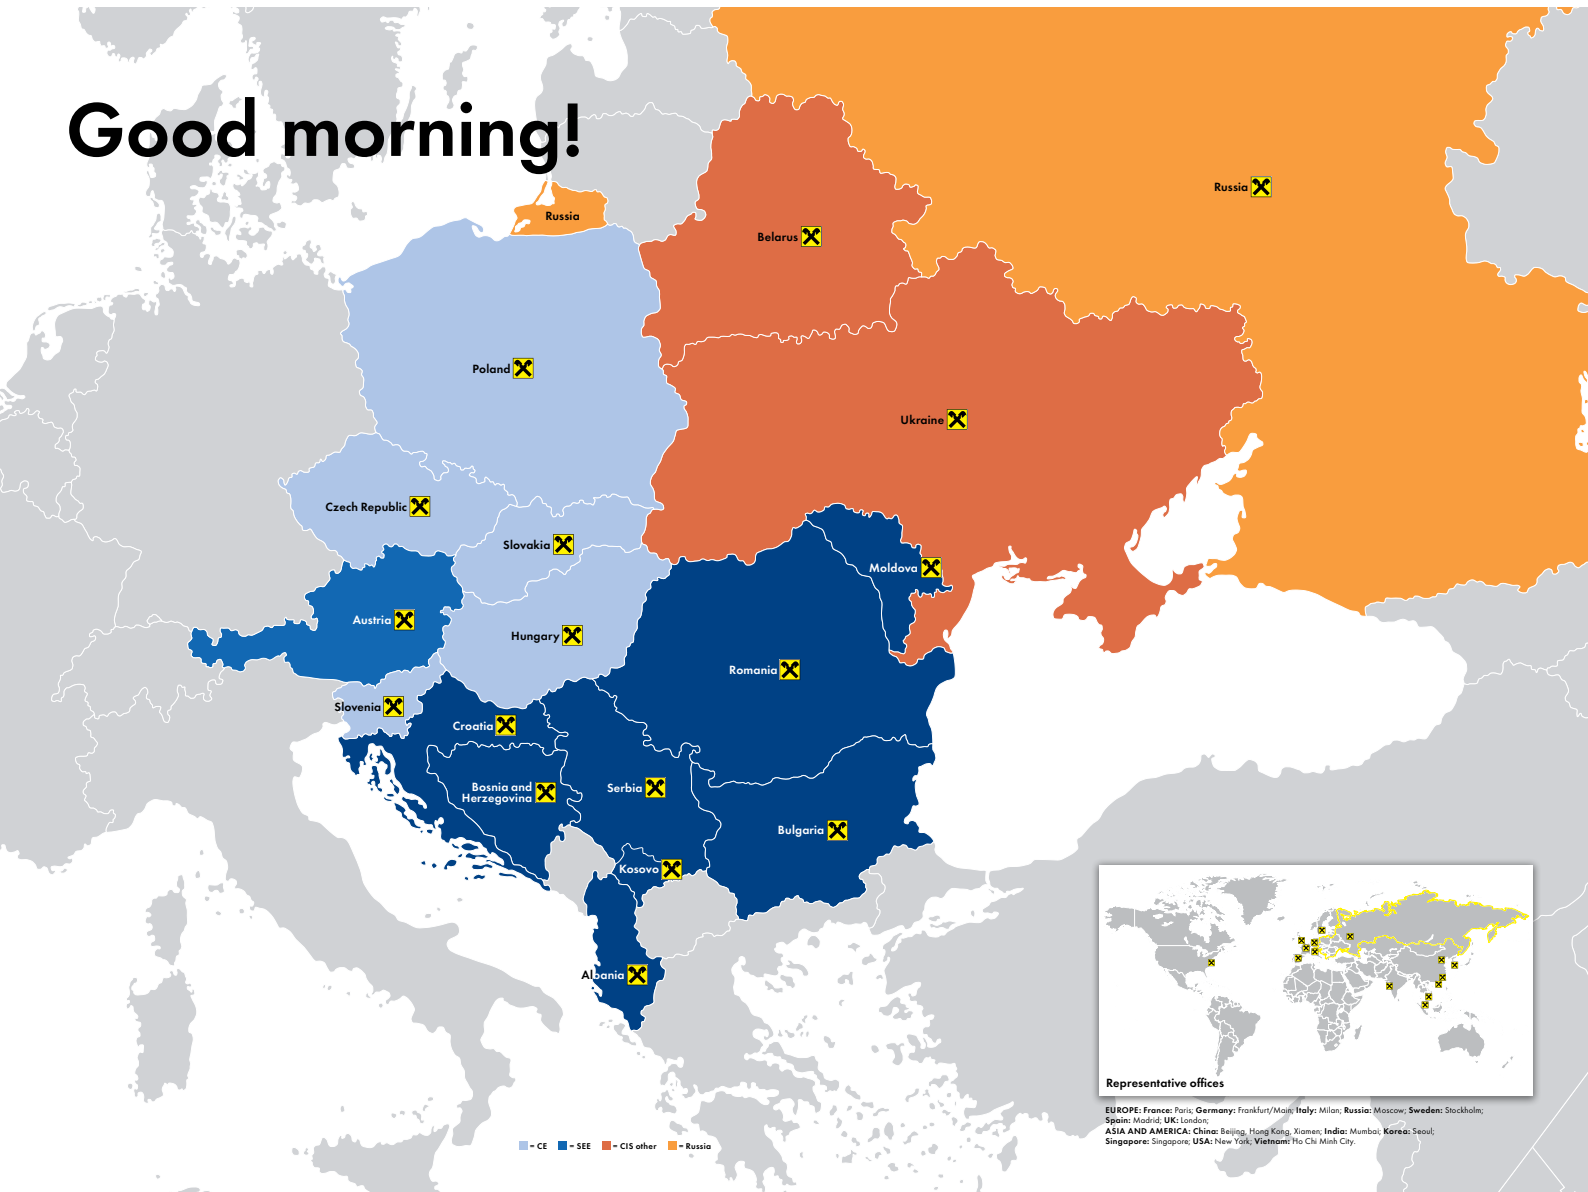 Good morning!
Russia
Russia
Belarus
Poland
Ukraine
Czech Republic
Slovakia
Moldova
Austria
Hungary
Romania
Slovenia
Croatia
Bosnia and
Herzegovina
Serbia
Bulgaria
Kosovo
Albania
Representative offices
EUROPE: France: Paris; Germany: Frankfurt/Main; Italy: Milan; Russia: Moscow; Sweden: Stockholm;
Spain: Madrid; UK: London;
ASIA AND AMERICA: China: Beijing, Hong Kong, Xiamen; India: Mumbai; Korea: Seoul;
Singapore: Singapore; USA: New York; Vietnam: Ho Chi Minh City.
= CE = SEE = CIS other = Russia